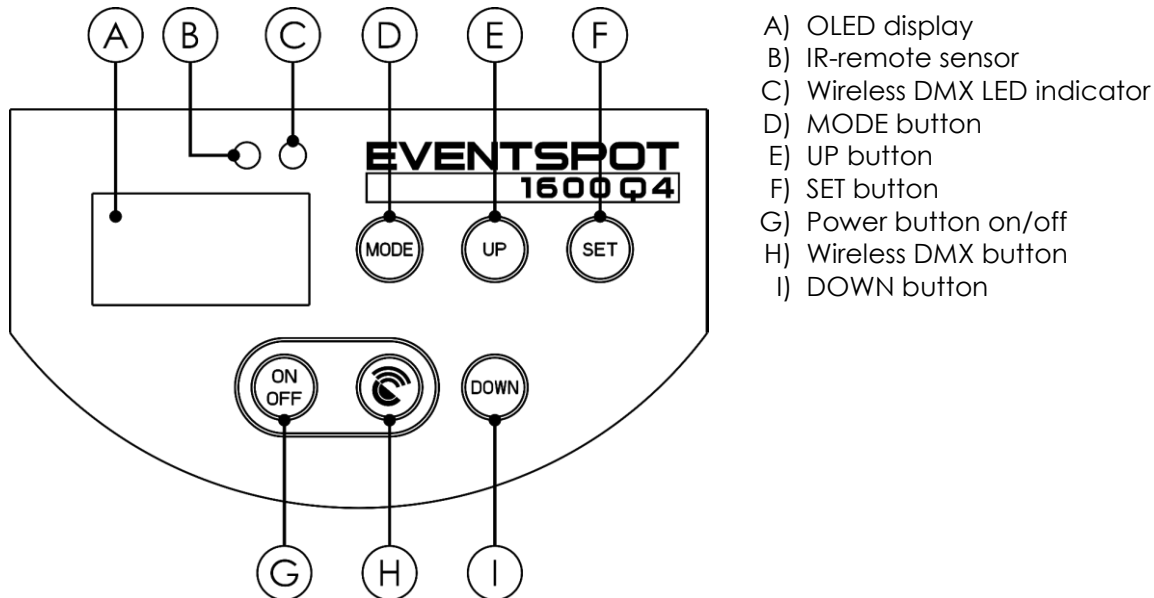 A B C D E F
EVENTSPOT
1600 Q4
MODE UP SET
ON
OFF
DOWN
G H I
A) OLED display
B) IR-remote sensor
C) Wireless DMX LED indicator
D) MODE button
E) UP button
F) SET button
G) Power button on/off
H) Wireless DMX button
I) DOWN button